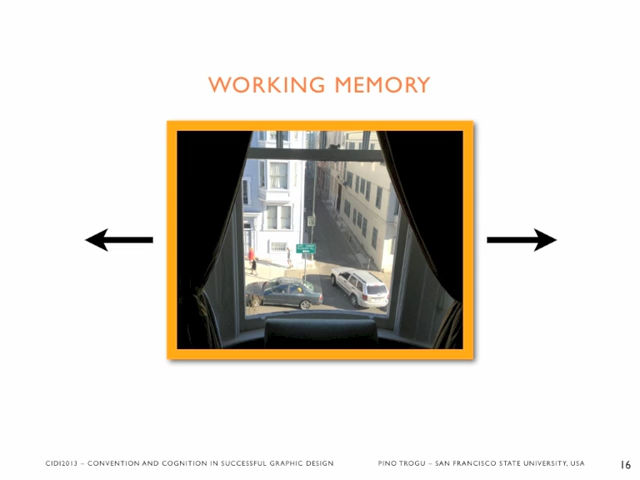 WORKING MEMORY
CIDI2013 – CONVENTION AND COGNITION IN SUCCESSFUL GRAPHIC DESIGN PINO TROGU – SAN FRANCISCO STATE UNIVERSITY, USA 16